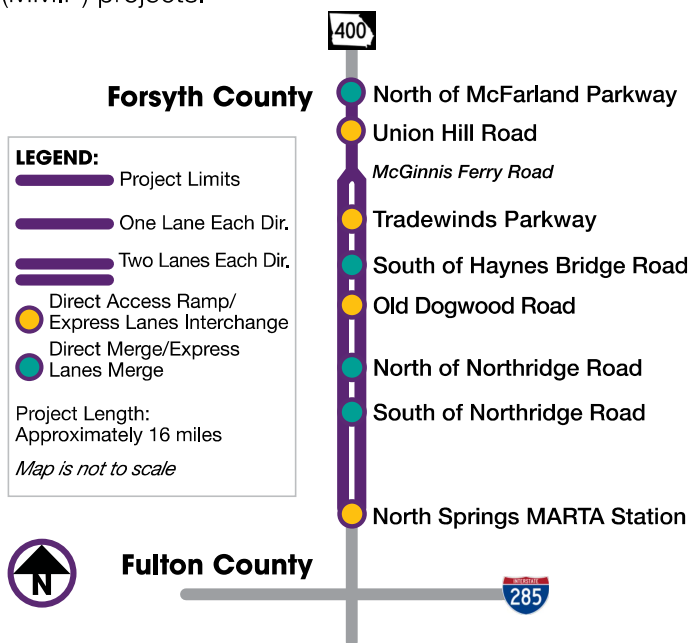 (MMIP) projects.
400
Forsyth County
North of McFarland Parkway
Union Hill Road
McGinnis Ferry Road
Tradewinds Parkway
South of Haynes Bridge Road
Old Dogwood Road
North of Northridge Road
South of Northridge Road
North Springs MARTA Station
LEGEND:
Project Limits
One Lane Each Dir.
Two Lanes Each Dir.
Direct Access Ramp/
Express Lanes Interchange
Direct Merge/Express
Lanes Merge
Project Length:
Approximately 16 miles
Map is not to scale
N
Fulton County
INTERSTATE
285